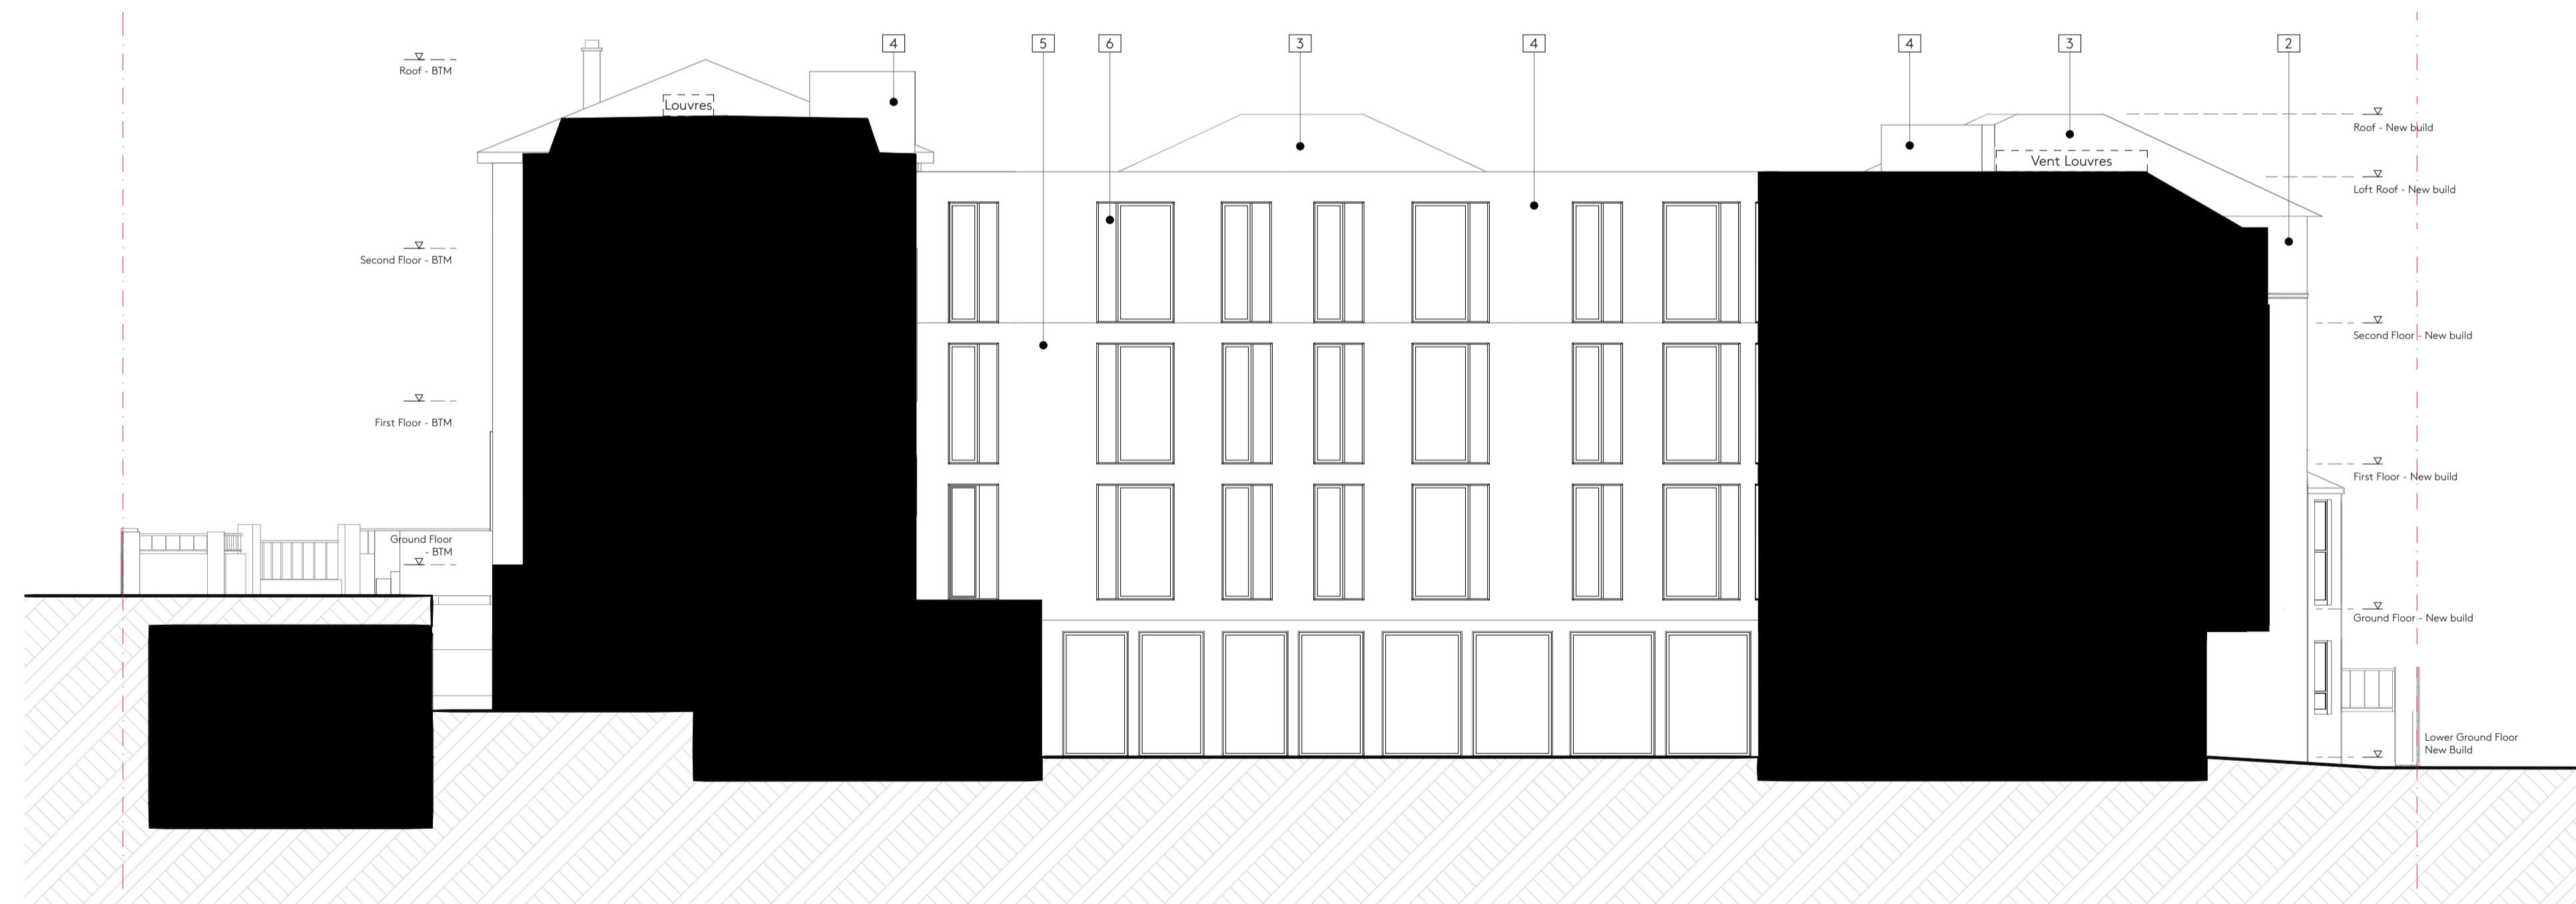 4
5
6
3
4
4
3
2
Roof - BTM
Louvres
Vent Louvres
Second Floor - BTM
First Floor - BTM
Ground Floor
- BTM
Roof - New build
Loft Roof - New build
Second Floor - New build
First Floor - New build
Ground Floor - New build
Lower Ground Floor
New Build